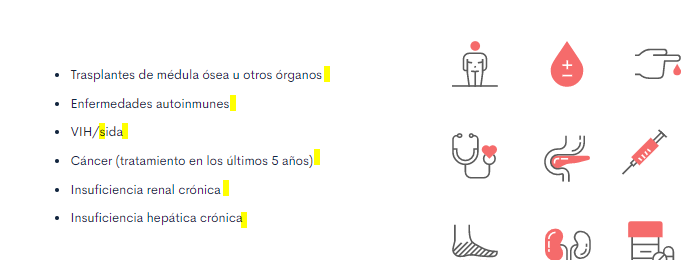 • Trasplantes de médula ósea u otros órganos
• Enfermedades autoinmunes
• VIH/sida
• Cáncer (tratamiento en los últimos 5 años)
• Insuficiencia renal crónica
• Insuficiencia hepática crónica